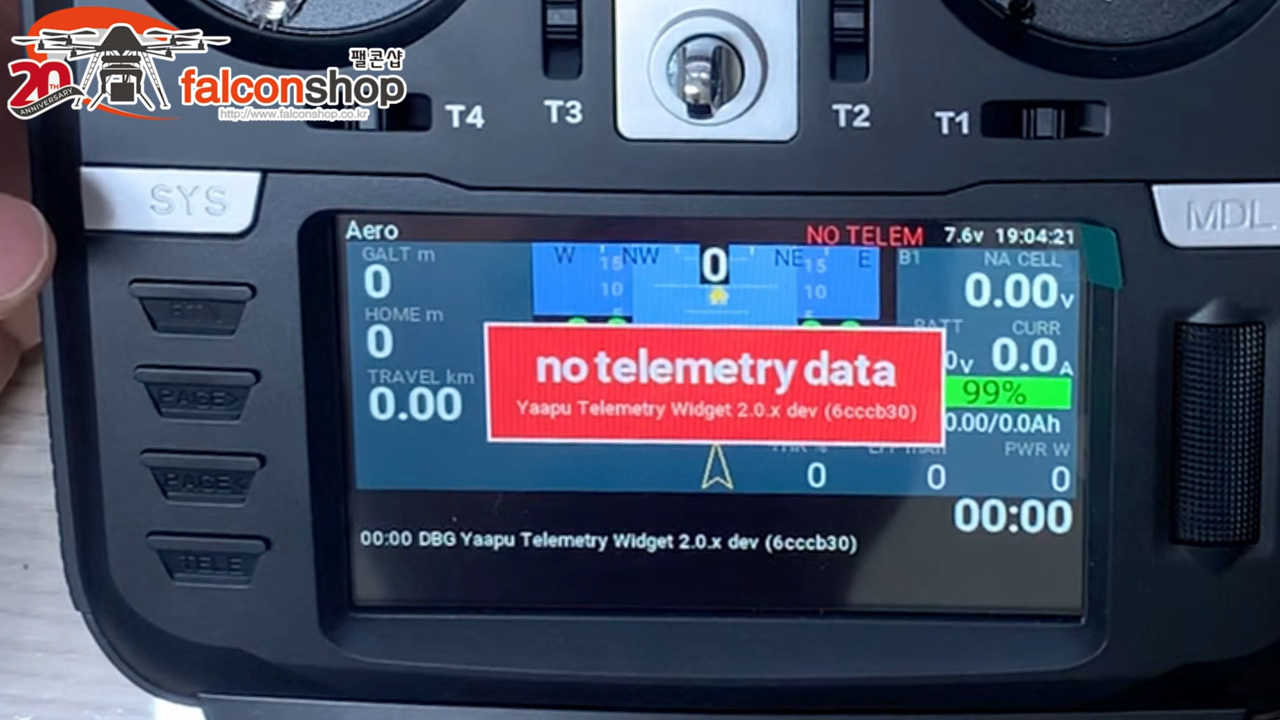 팰콘샵
20TH
ANNIVERSARY
falconshop
http://www.falconshop.co.kr
T4
T3
T2
T1
SYS
MDL
Aero
NO TELEM
7.6v 19:04:21
GALT m
0
HOME m
0
TRAVEL km
0.00
W
NW
0
NE
E
15
10
15
10
B1
NA CELL
0.00v
BATT
CURR
0v
0.0A
99%
0.00/0.0Ah
PWR W
0
0
0
no telemetry data
Yaapu Telemetry Widget 2.0.x dev (6cccb30)
00:00
00:00 DBG Yaapu Telemetry Widget 2.0.x dev (6cccb30)
PAGE>
PAGE<
TELE